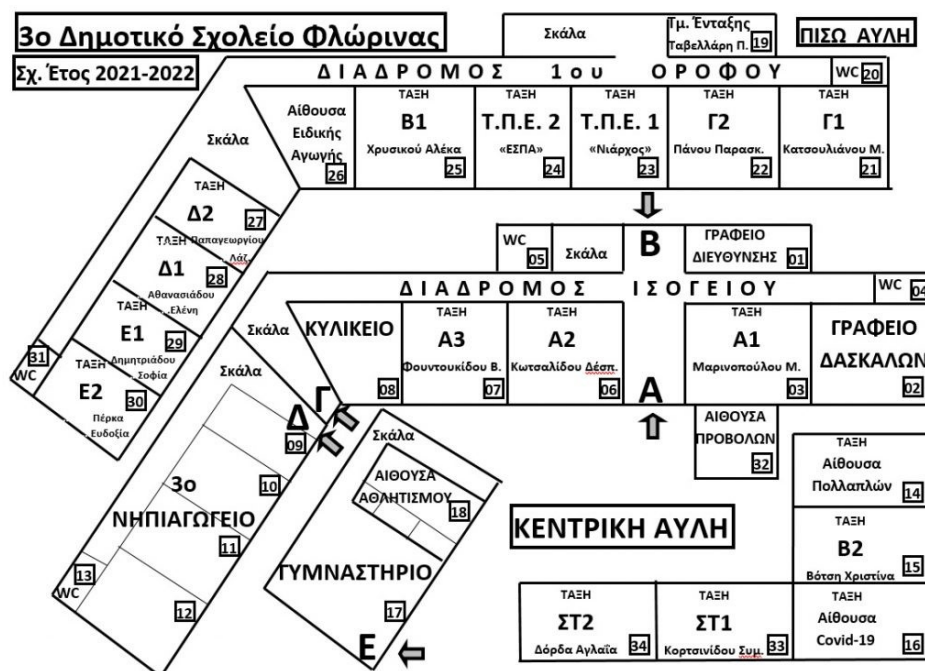 3ο Δημοτικό Σχολείο Φλώρινας
Σχ. Έτος 2021-2022
Σκάλα
Τμ. Ένταξης
Ταβελλάρη Π. 19
ΠΙΣΩ ΑΥΛΗ
ΔΙΑΔΡΟΜΟΣ 1ου ΟΡΟΦΟΥ
WC 20
Σκάλα
Αίθουσα
Ειδικής
Αγωγής
26
ΤΑΞΗ
Β1
Χρυσικού Αλέκα
25
ΤΑΞΗ
Τ.Π.Ε. 2
«ΕΣΠΑ»
24
ΤΑΞΗ
Τ.Π.Ε. 1
«Νιάρχος»
23
ΤΑΞΗ
Γ2
Πάνου Παρασκ.
22
ΤΑΞΗ
Γ1
Κατσουλιάνου Μ.
21
ΤΑΞΗ
Δ2
27
Παπαγεωργίου
Λάζ.
ΤΑΞΗ
Δ1
28
Αθανασιάδου
.Ελένη
ΤΑΞΗ
Ε1
29
Δημητριάδου
.Σοφία
ΤΑΞΗ
Ε2
30
Πέρκα
.Ευδοξία
31
WC
WC
05
Σκάλα
Β
ΓΡΑΦΕΙΟ
ΔΙΕΥΘΥΝΣΗΣ 01
ΔΙΑΔΡΟΜΟΣ ΙΣΟΓΕΙΟΥ
WC 04
Σκάλα
ΚΥΛΙΚΕΙΟ
08
ΤΑΞΗ
Α3
Φουντουκίδου Β.
07
ΤΑΞΗ
Α2
Κωτσαλίδου Δέσπ.
06
Α
ΤΑΞΗ
Α1
Μαρινοπούλου Μ.
03
ΓΡΑΦΕΙΟ
ΔΑΣΚΑΛΩΝ
02
Σκάλα
Γ
Δ
09
10
3ο
ΝΗΠΙΑΓΩΓΕΙΟ
11
13
WC
12
Σκάλα
ΑΙΘΟΥΣΑ
ΑΘΛΗΤΙΣΜΟΥ
18
ΓΥΜΝΑΣΤΗΡΙΟ
17
Ε
ΑΙΘΟΥΣΑ
ΠΡΟΒΟΛΩΝ
32
ΚΕΝΤΡΙΚΗ ΑΥΛΗ
ΤΑΞΗ
Αίθουσα
Πολλαπλών
14
ΤΑΞΗ
Β2
15
Βότση Χριστίνα
ΤΑΞΗ
ΣΤ2
Δόρδα Αγλαΐα 34
ΤΑΞΗ
ΣΤ1
Κορτσινίδου Συμ. 33
ΤΑΞΗ
Αίθουσα
Covid-19 16